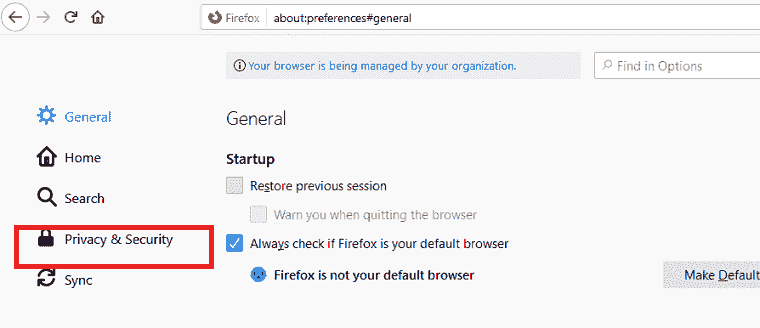 Firefox about:preferences#general
Your browser is being managed by your organization.
Find in Options
General
Home
Search
Privacy & Security
Sync
General
Startup
Restore previous session
Warn you when quitting the browser
Always check if Firefox is your default browser
Firefox is not your default browser
Make Default